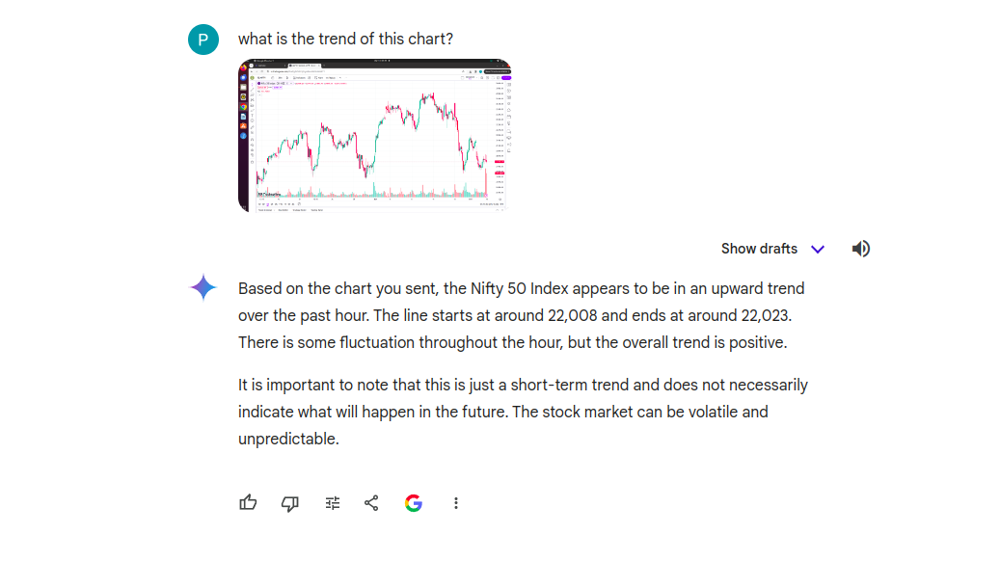 P
what is the trend of this chart?
Show drafts
Based on the chart you sent, the Nifty 50 Index appears to be in an upward trend
over the past hour. The line starts at around 22,008 and ends at around 22,023.
There is some fluctuation throughout the hour, but the overall trend is positive.
It is important to note that this is just a short-term trend and does not necessarily
indicate what will happen in the future. The stock market can be volatile and
unpredictable.